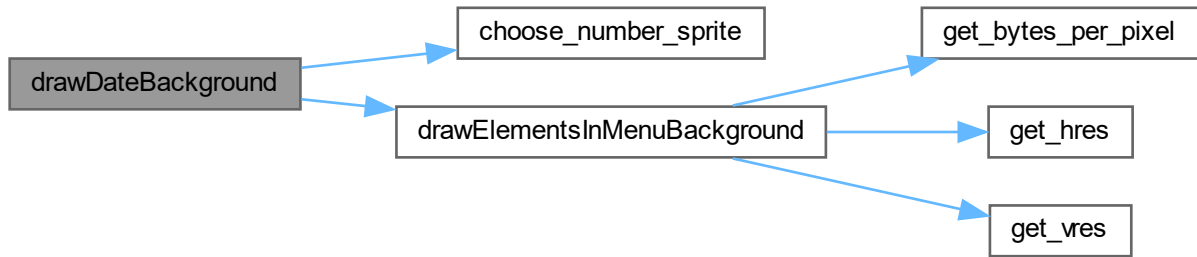 drawDateBackground
choose_number_sprite
drawElementsInMenuBackground
get_bytes_per_pixel
get_hres
get_vres